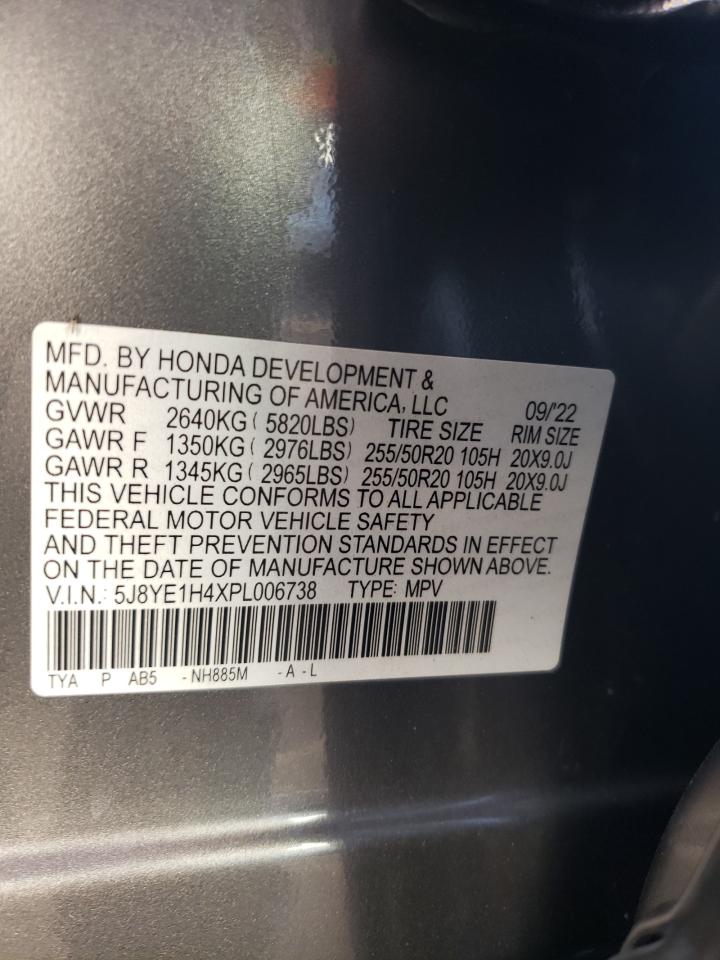 MFD. BY HONDA DEVELOPMENT &
MANUFACTURING OF AMERICA, LLC 09/'22
GVWR 2640KG ( 5820LBS) TIRE SIZE RIM SIZE
GAWR F 1350KG ( 2976LBS) 255/50R20 105H 20X9.0J
GAWR R 1345KG ( 2965LBS) 255/50R20 105H 20X9.0J
THIS VEHICLE CONFORMS TO ALL APPLICABLE
FEDERAL MOTOR VEHICLE SAFETY
AND THEFT PREVENTION STANDARDS IN EFFECT
ON THE DATE OF MANUFACTURE SHOWN ABOVE.
V.I.N.: 5J8YE1H4XPL006738 TYPE: MPV
TYA P AB5 -NH885M -A -L